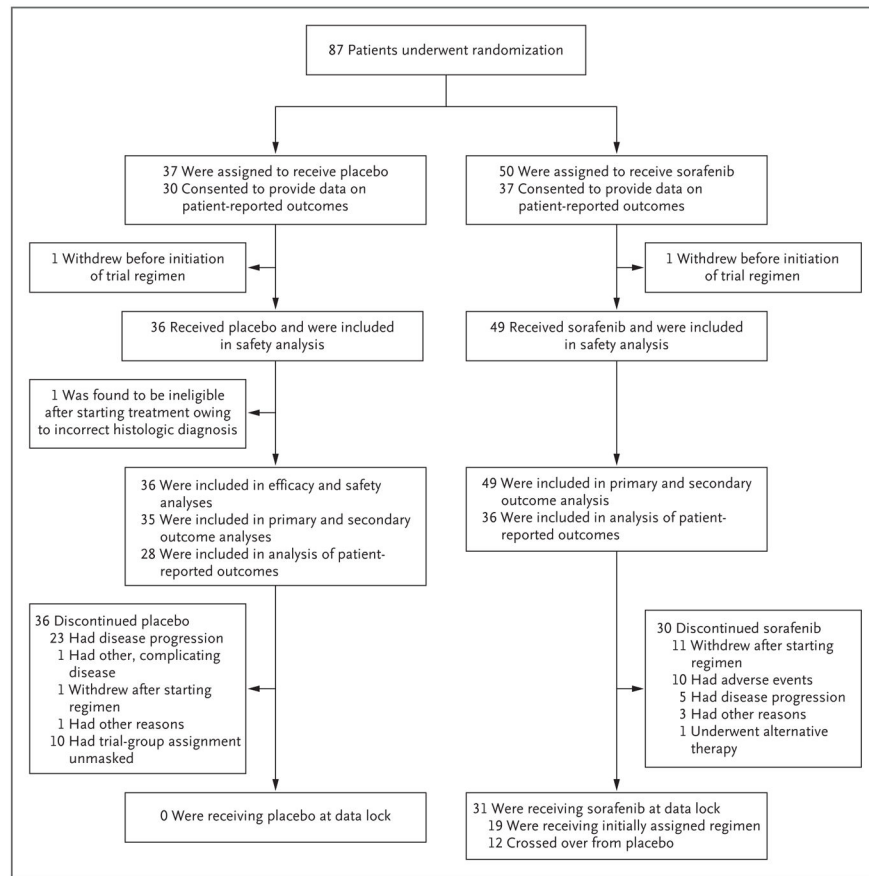 87 Patients underwent randomization
37 Were assigned to receive placebo
30 Consented to provide data on
patient-reported outcomes
50 Were assigned to receive sorafenib
37 Consented to provide data on
patient-reported outcomes
1 Withdrew before initiation
of trial regimen
1 Withdrew before initiation
of trial regimen
36 Received placebo and were included
in safety analysis
49 Received sorafenib and were included
in safety analysis
1 Was found to be ineligible
after starting treatment owing
to incorrect histologic diagnosis
36 Were included in efficacy and safety
analyses
35 Were included in primary and secondary
outcome analyses
28 Were included in analysis of patient-
reported outcomes
49 Were included in primary and secondary
outcome analysis
36 Were included in analysis of patient-
reported outcomes
36 Discontinued placebo
23 Had disease progression
1 Had other, complicating
disease
1 Withdrew after starting
regimen
1 Had other reasons
10 Had trial-group assignment
unmasked
30 Discontinued sorafenib
11 Withdrew after starting
regimen
10 Had adverse events
5 Had disease progression
3 Had other reasons
1 Underwent alternative
therapy
0 Were receiving placebo at data lock
31 Were receiving sorafenib at data lock
19 Were receiving initially assigned regimen
12 Crossed over from placebo